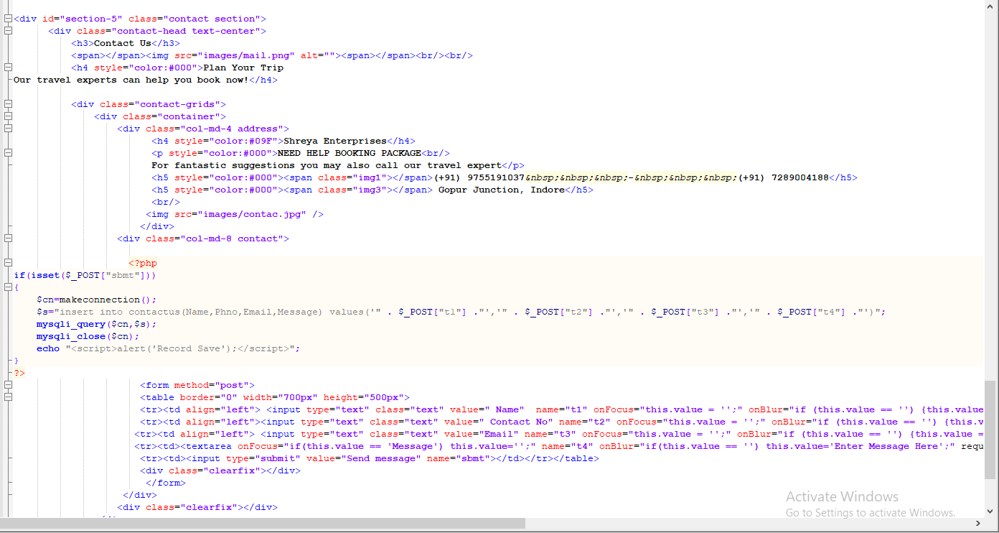 <div id="section-5" class="contact section">
<div class="contact-head text-center">
<h3>Contact Us</h3>
<span></span><img src="images/mail.png" alt=""><span></span><br/><br/>
<h4 style="color:#000">Plan Your Trip
Our travel experts can help you book now!</h4>
<div class="contact-grids">
<div class="container">
<div class="col-md-4 address">
<h4 style="color:#09F">Shreya Enterprises</h4>
<p style="color:#000">NEED HELP BOOKING PACKAGE<br/>
For fantastic suggestions you may also call our travel expert</p>
<h5 style="color:#000"><span class="img1"></span>(+91) 9755191037&nbsp;&nbsp;&nbsp;-&nbsp;&nbsp;&nbsp;(+91) 7289004188</h5>
<h5 style="color:#000"><span class="img3"></span> Gopur Junction, Indore</h5>
<br/>
<img src="images/contac.jpg" />
</div>
<div class="col-md-8 contact">
<?php
if(isset($_POST["sbmt"]))
{
$cn=makeconnection();
$s="insert into contactus(Name,Phno,Email,Message) values('" . $_POST["t1"] ."','" . $_POST["t2"] ."','" . $_POST["t3"] ."','" . $_POST["t4"] ."')";
mysqli_query($cn,$s);
mysqli_close($cn);
echo "<script>alert('Record Save');</script>";
}
?>
<form method="post">
<table border="0" width="700px" height="500px">
<tr><td align="left"> <input type="text" class="text" value=" Name"  name="t1" onFocus="this.value = '';" onBlur="if (this.value == '') {this.value
<tr><td align="left"><input type="text" class="text" value=" Contact No" name="t2" onFocus="this.value = '';" onBlur="if (this.value == '') {this.v
<tr><td align="left"> <input type="text" class="text" value="Email" name="t3" onFocus="this.value = '';" onBlur="if (this.value == '') {this.value =
<tr><td><textarea onFocus="if(this.value == 'Message') this.value='';" name="t4" onBlur="if(this.value == '') this.value='Enter Message Here';" requ
<tr><td><input type="submit" value="Send message" name="sbmt"></td></tr></table>
<div class="clearfix"></div>
</form>
</div>
<div class="clearfix"></div>
Activate Windows
Go to Settings to activate Windows.